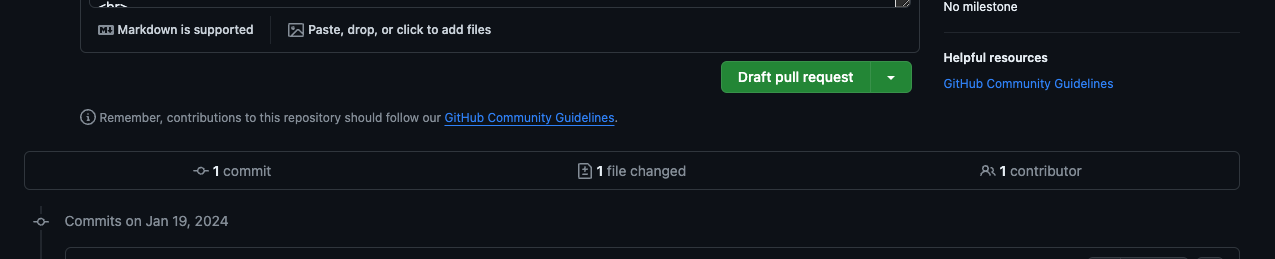 <br>
No milestone
Markdown is supported
Paste, drop, or click to add files
Helpful resources
GitHub Community Guidelines
Draft pull request
Remember, contributions to this repository should follow our GitHub Community Guidelines.
1 commit
1 file changed
1 contributor
Commits on Jan 19, 2024